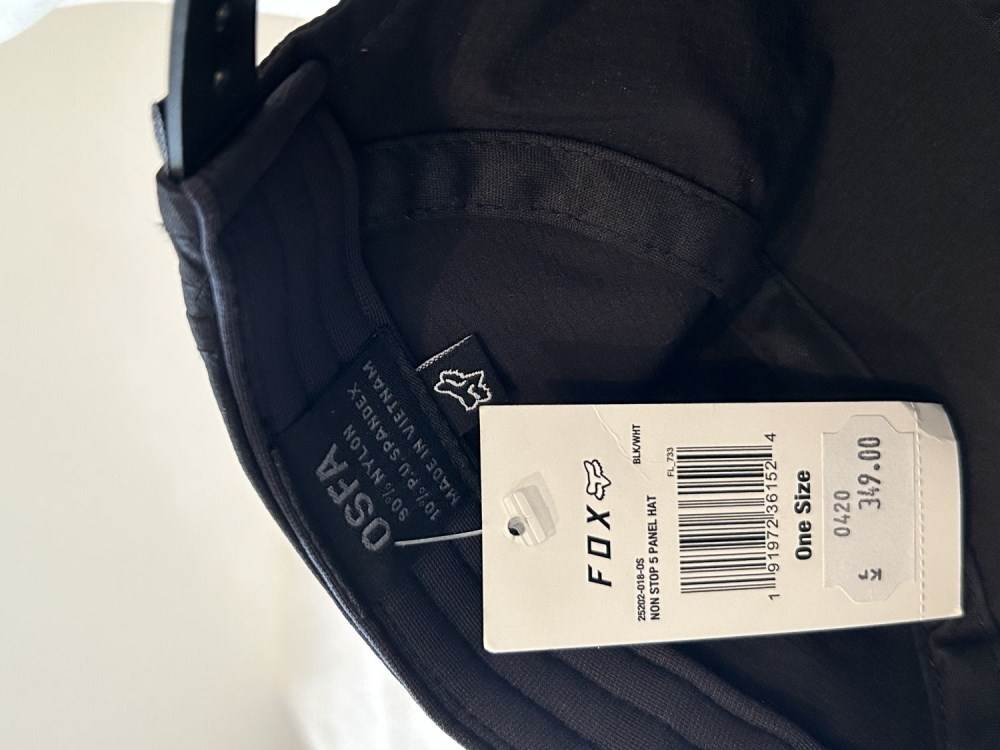 OSFA
90% NYLON
10% P.U SPANDEX
MADE IN VIETNAM
FOX
25202-018-OS
NON STOP 5 PANEL HAT
BLK/WHT
FL_733
1 91972 36152 4
One Size
0420
349.00